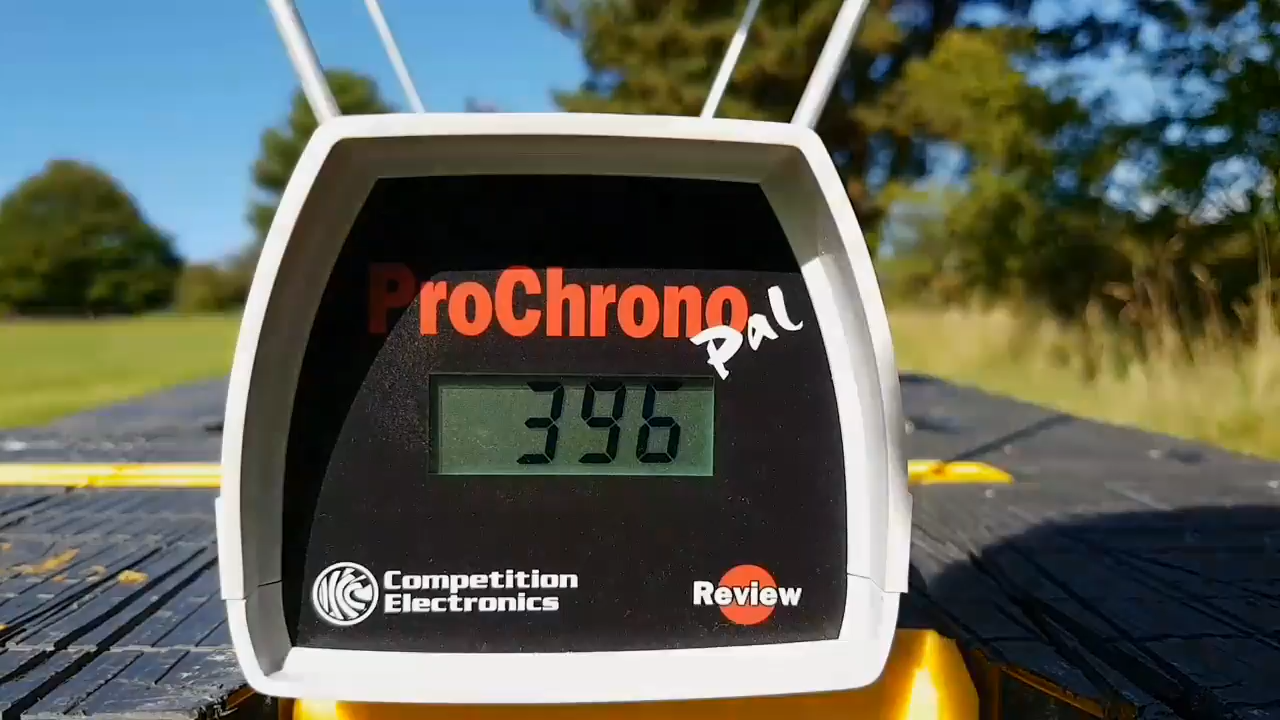 ProChrono
Pal
396
Competition
Electronics
Review